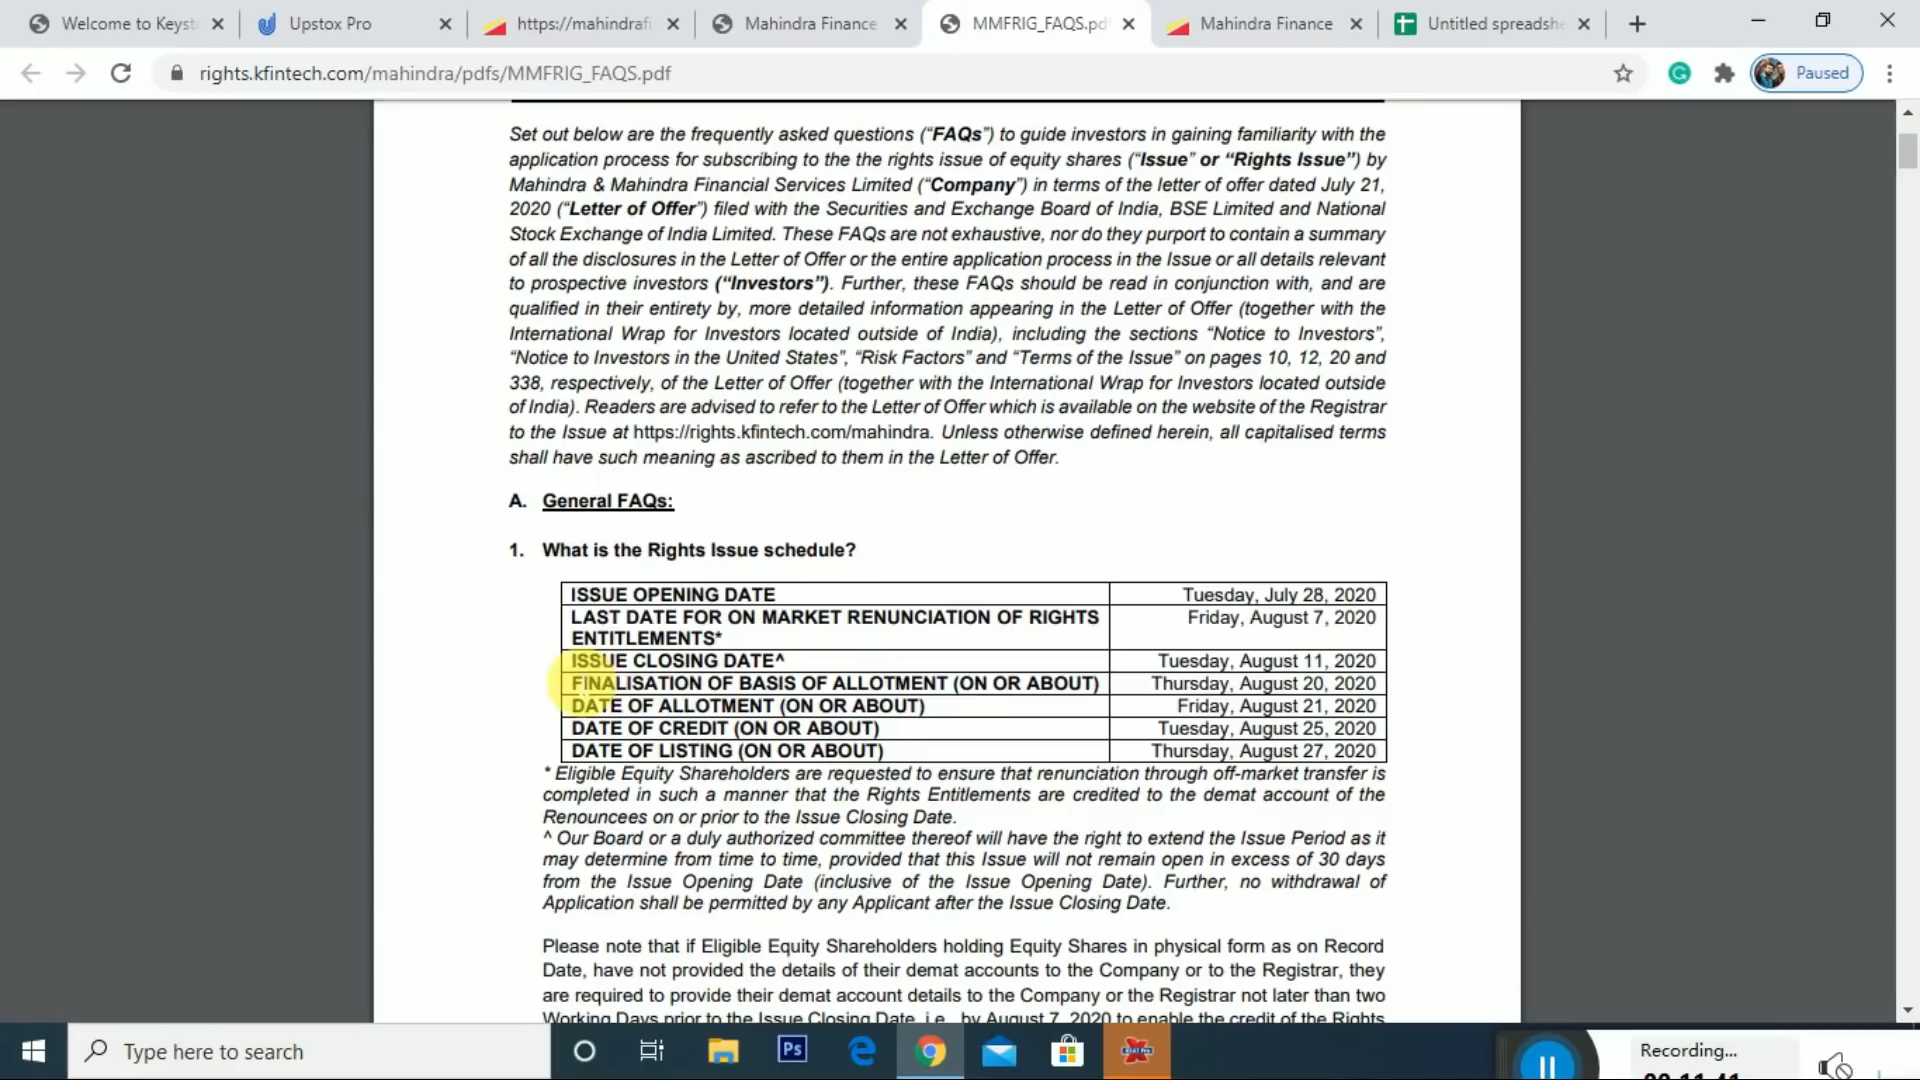 Welcome to Keyst
Upstox Pro
https://mahindrafi
Mahindra Finance
MMFRIG_FAQS.pd
Mahindra Finance
Untitled spreadshe
rights.kfintech.com/mahindra/pdfs/MMFRIG_FAQS.pdf
Paused
Set out below are the frequently asked questions (“FAQs”) to guide investors in gaining familiarity with the
application process for subscribing to the the rights issue of equity shares (“Issue” or “Rights Issue”) by
Mahindra & Mahindra Financial Services Limited (“Company”) in terms of the letter of offer dated July 21,
2020 (“Letter of Offer”) filed with the Securities and Exchange Board of India, BSE Limited and National
Stock Exchange of India Limited. These FAQs are not exhaustive, nor do they purport to contain a summary
of all the disclosures in the Letter of Offer or the entire application process in the Issue or all details relevant
to prospective investors (“Investors”). Further, these FAQs should be read in conjunction with, and are
qualified in their entirety by, more detailed information appearing in the Letter of Offer (together with the
International Wrap for Investors located outside of India), including the sections “Notice to Investors”,
“Notice to Investors in the United States”, “Risk Factors” and “Terms of the Issue” on pages 10, 12, 20 and
338, respectively, of the Letter of Offer (together with the International Wrap for Investors located outside
of India). Readers are advised to refer to the Letter of Offer which is available on the website of the Registrar
to the Issue at https://rights.kfintech.com/mahindra. Unless otherwise defined herein, all capitalised terms
shall have such meaning as ascribed to them in the Letter of Offer.
A. General FAQs:
1. What is the Rights Issue schedule?
ISSUE OPENING DATE Tuesday, July 28, 2020
LAST DATE FOR ON MARKET RENUNCIATION OF RIGHTS Friday, August 7, 2020
ENTITLEMENTS*
ISSUE CLOSING DATE^ Tuesday, August 11, 2020
FINALISATION OF BASIS OF ALLOTMENT (ON OR ABOUT) Thursday, August 20, 2020
DATE OF ALLOTMENT (ON OR ABOUT) Friday, August 21, 2020
DATE OF CREDIT (ON OR ABOUT) Tuesday, August 25, 2020
DATE OF LISTING (ON OR ABOUT) Thursday, August 27, 2020
* Eligible Equity Shareholders are requested to ensure that renunciation through off-market transfer is
completed in such a manner that the Rights Entitlements are credited to the demat account of the
Renouncees on or prior to the Issue Closing Date.
^ Our Board or a duly authorized committee thereof will have the right to extend the Issue Period as it
may determine from time to time, provided that this Issue will not remain open in excess of 30 days
from the Issue Opening Date (inclusive of the Issue Opening Date). Further, no withdrawal of
Application shall be permitted by any Applicant after the Issue Closing Date.
Please note that if Eligible Equity Shareholders holding Equity Shares in physical form as on Record
Date, have not provided the details of their demat accounts to the Company or to the Registrar, they
are required to provide their demat account details to the Company or the Registrar not later than two
Working Days prior to the Issue Closing Date, i.e., by August 7, 2020 to enable the credit of the Rights
Type here to search
Ps
Recording...